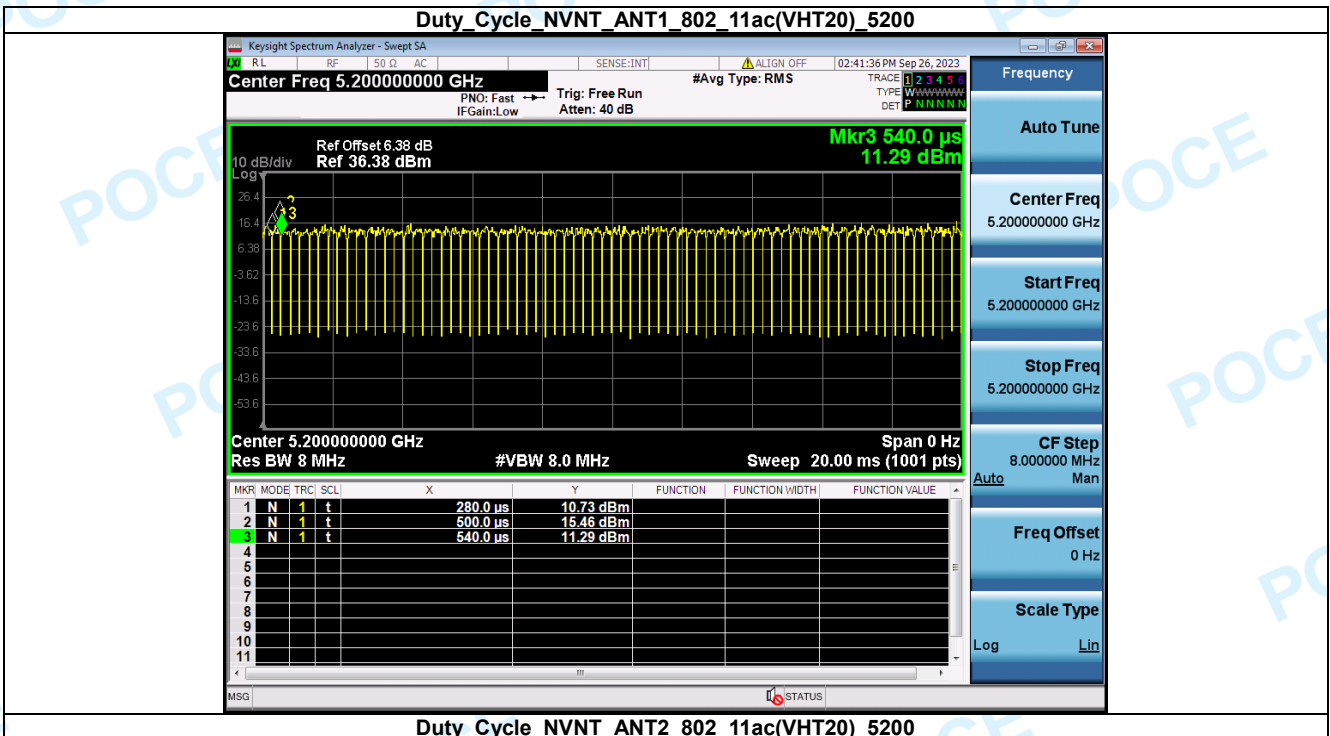 Duty_Cycle_NVNT_ANT1_802_11ac(VHT20)_5200
Keysight Spectrum Analyzer - Swept SA
LXI RL RF 50 Ω AC SENSE:INT ALIGN OFF 02:41:36 PM Sep 26, 2023
Center Freq 5.200000000 GHz #Avg Type: RMS TRACE 1 2 3 4 5 6
PNO: Fast Trig: Free Run TYPE WWWWWW
IFGain:Low Atten: 40 dB DET P N N N N N
Frequency
Auto Tune
Ref Offset 6.38 dB Mkr3 540.0 µs
10 dB/div Ref 36.38 dBm 11.29 dBm
Log
26.4
16.4
6.38
-3.62
-13.6
-23.6
-33.6
-43.6
-53.6
2
1 3
Center 5.200000000 GHz Span 0 Hz
Res BW 8 MHz #VBW 8.0 MHz Sweep 20.00 ms (1001 pts)
MKR MODE TRC SCL X Y FUNCTION FUNCTION WIDTH FUNCTION VALUE
1 N 1 t 280.0 µs 10.73 dBm
2 N 1 t 500.0 µs 15.46 dBm
3 N 1 t 540.0 µs 11.29 dBm
4
5
6
7
8
9
10
11
MSG STATUS
Center Freq
5.200000000 GHz
Start Freq
5.200000000 GHz
Stop Freq
5.200000000 GHz
CF Step
8.000000 MHz
Auto Man
Freq Offset
0 Hz
Scale Type
Log Lin
Duty_Cycle_NVNT_ANT2_802_11ac(VHT20)_5200
POCE
POCE
POCE